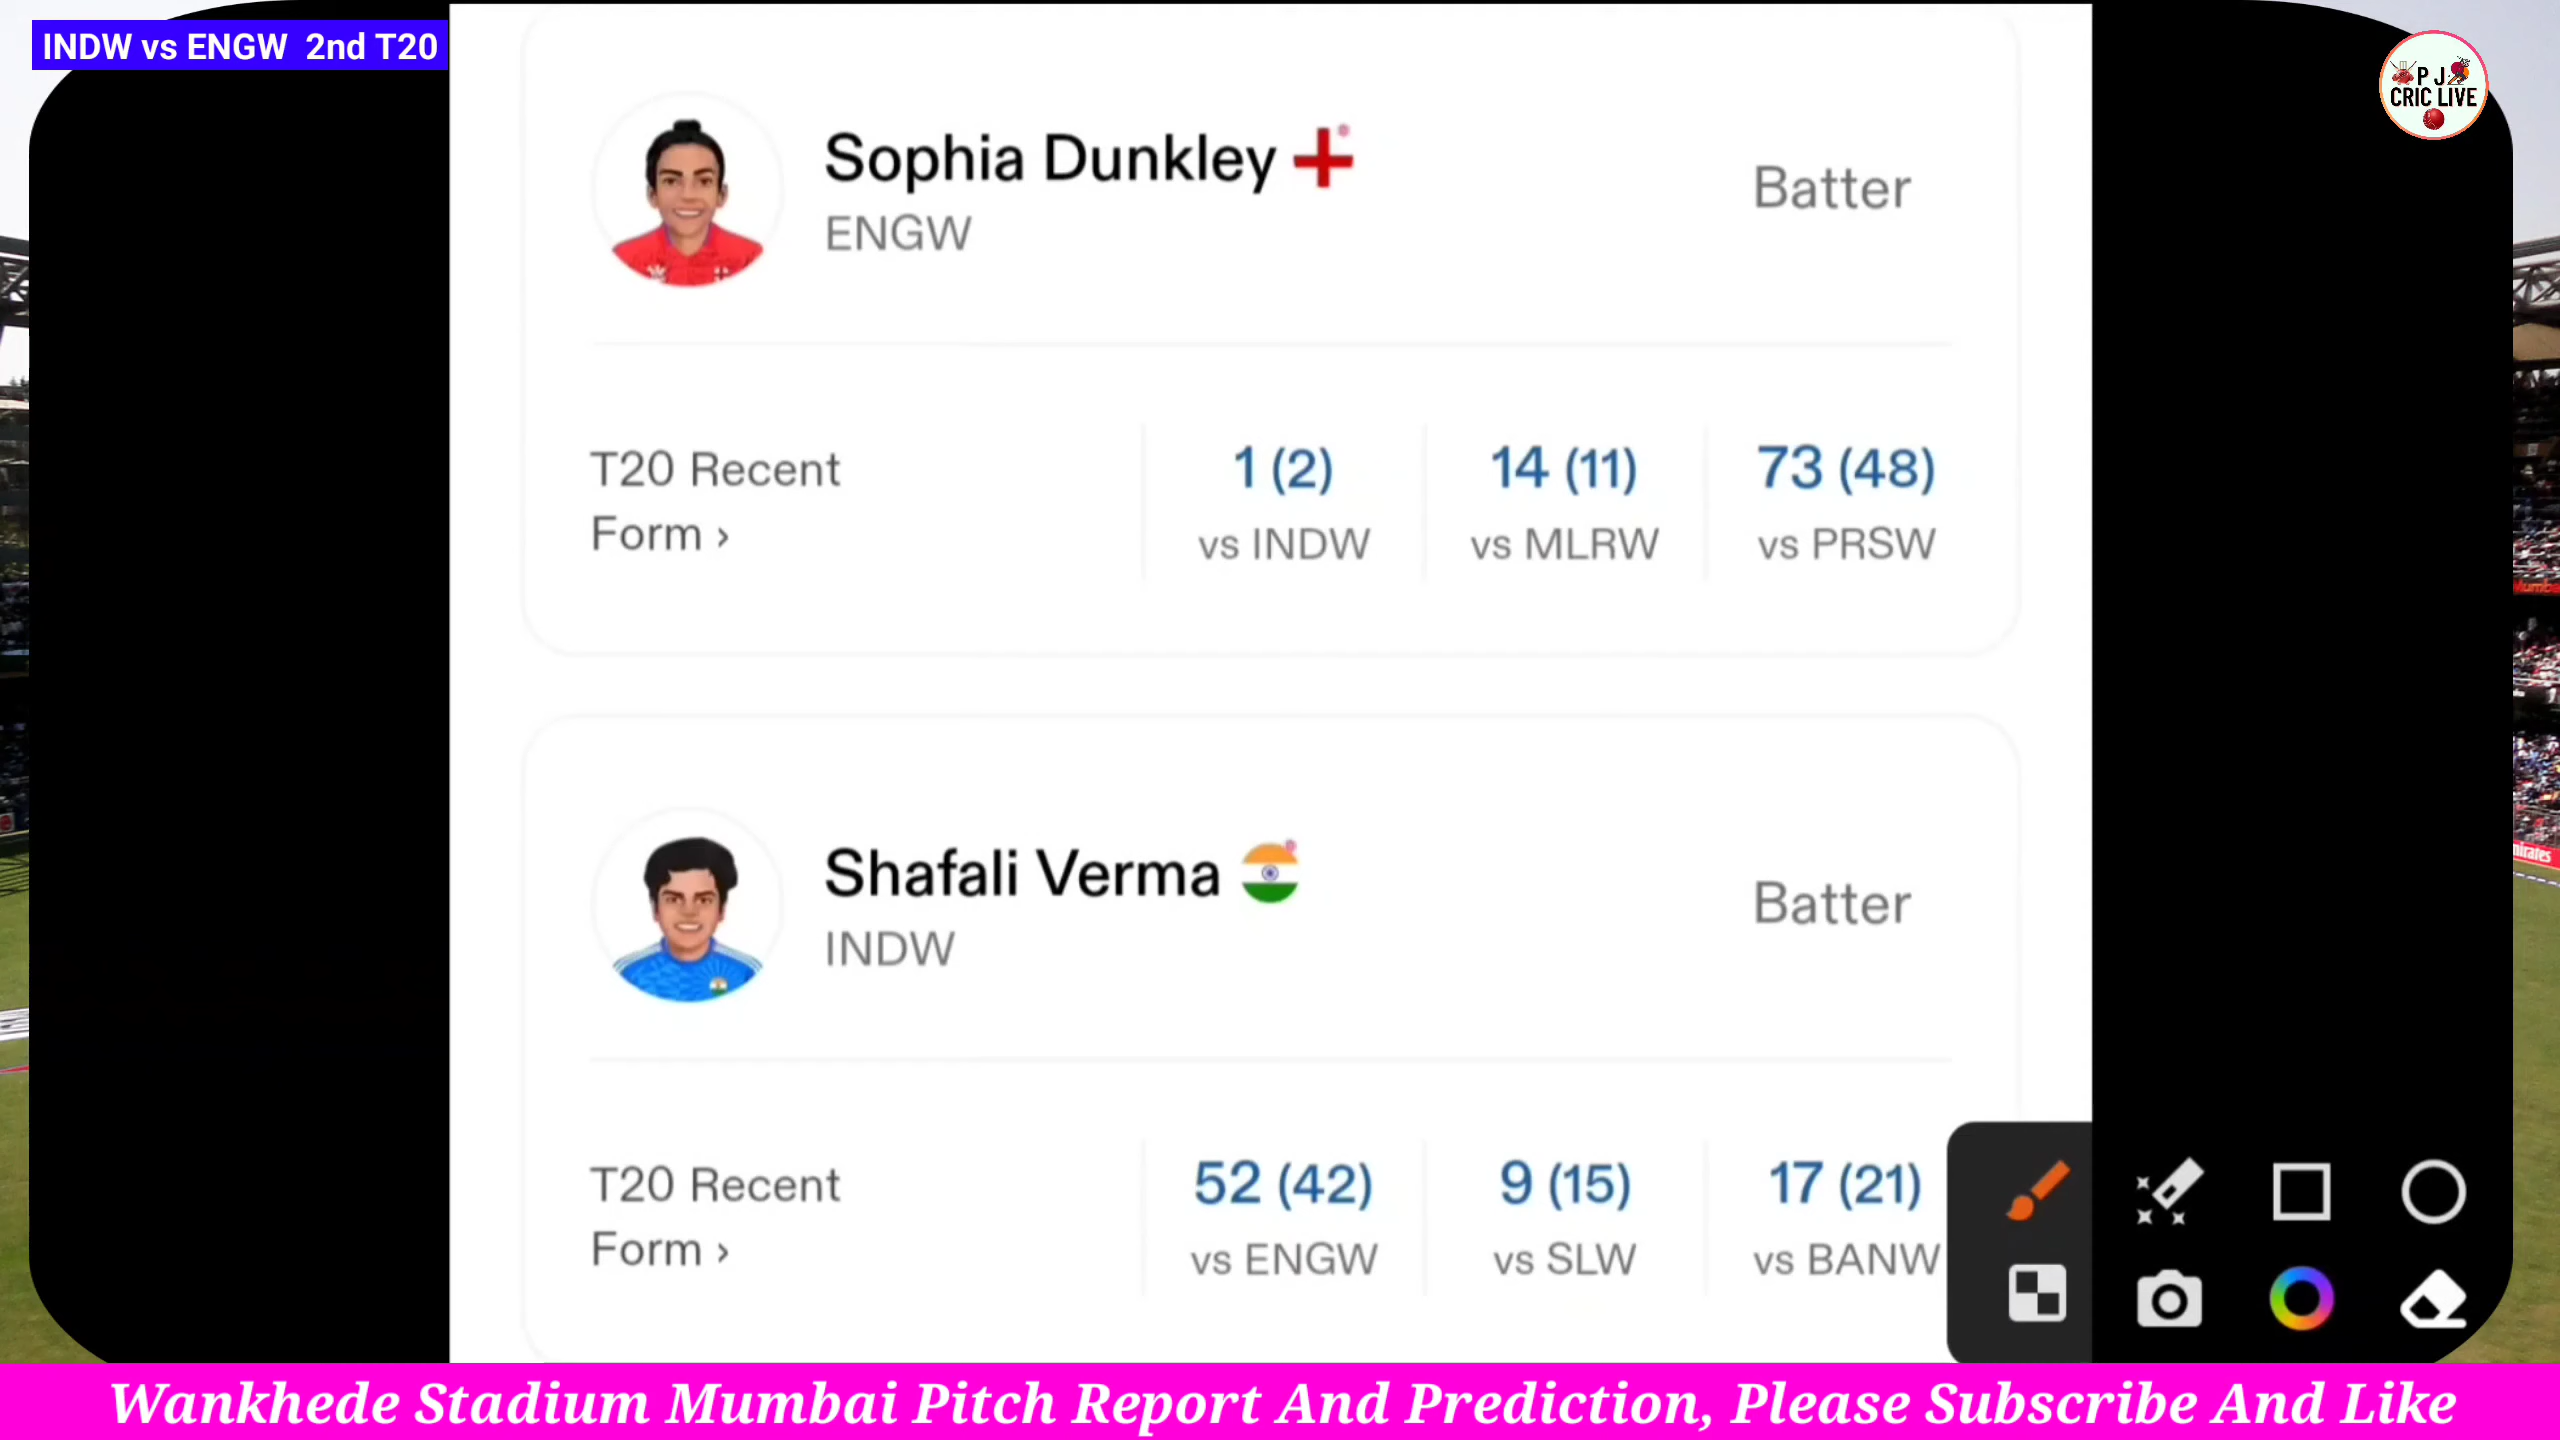 INDW vs ENGW 2nd T20
P J
CRIC LIVE
Sophia Dunkley
ENGW
Batter
T20 Recent
Form ›
1 (2)
vs INDW
14 (11)
vs MLRW
73 (48)
vs PRSW
Shafali Verma
INDW
Batter
T20 Recent
Form ›
52 (42)
vs ENGW
9 (15)
vs SLW
17 (21)
vs BANW
Wankhede Stadium Mumbai Pitch Report And Prediction, Please Subscribe And Like